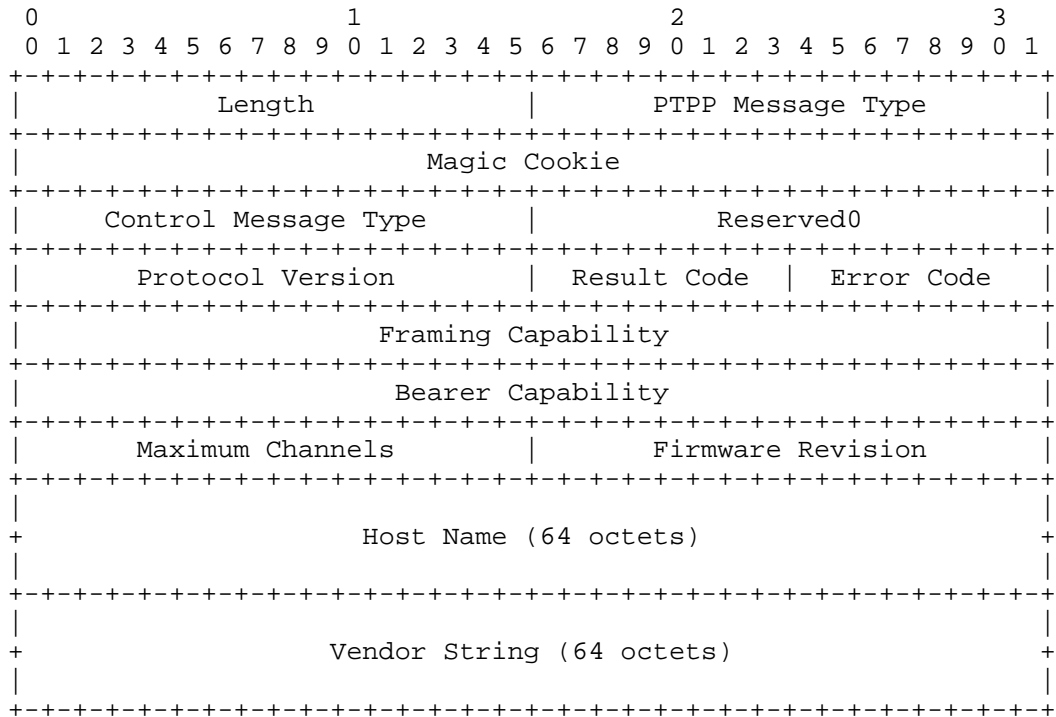 0                   1                   2                   3
 0 1 2 3 4 5 6 7 8 9 0 1 2 3 4 5 6 7 8 9 0 1 2 3 4 5 6 7 8 9 0 1
+-+-+-+-+-+-+-+-+-+-+-+-+-+-+-+-+-+-+-+-+-+-+-+-+-+-+-+-+-+-+-+-+
|            Length             |       PTPP Message Type       |
+-+-+-+-+-+-+-+-+-+-+-+-+-+-+-+-+-+-+-+-+-+-+-+-+-+-+-+-+-+-+-+-+
|                         Magic Cookie                          |
+-+-+-+-+-+-+-+-+-+-+-+-+-+-+-+-+-+-+-+-+-+-+-+-+-+-+-+-+-+-+-+-+
|     Control Message Type      |           Reserved0           |
+-+-+-+-+-+-+-+-+-+-+-+-+-+-+-+-+-+-+-+-+-+-+-+-+-+-+-+-+-+-+-+-+
|       Protocol Version        |  Result Code  |  Error Code   |
+-+-+-+-+-+-+-+-+-+-+-+-+-+-+-+-+-+-+-+-+-+-+-+-+-+-+-+-+-+-+-+-+
|                      Framing Capability                       |
+-+-+-+-+-+-+-+-+-+-+-+-+-+-+-+-+-+-+-+-+-+-+-+-+-+-+-+-+-+-+-+-+
|                       Bearer Capability                       |
+-+-+-+-+-+-+-+-+-+-+-+-+-+-+-+-+-+-+-+-+-+-+-+-+-+-+-+-+-+-+-+-+
|       Maximum Channels        |       Firmware Revision       |
+-+-+-+-+-+-+-+-+-+-+-+-+-+-+-+-+-+-+-+-+-+-+-+-+-+-+-+-+-+-+-+-+
|                                                               |
+                     Host Name (64 octets)                     +
|                                                               |
+-+-+-+-+-+-+-+-+-+-+-+-+-+-+-+-+-+-+-+-+-+-+-+-+-+-+-+-+-+-+-+-+
|                                                               |
+                   Vendor String (64 octets)                   +
|                                                               |
+-+-+-+-+-+-+-+-+-+-+-+-+-+-+-+-+-+-+-+-+-+-+-+-+-+-+-+-+-+-+-+-+